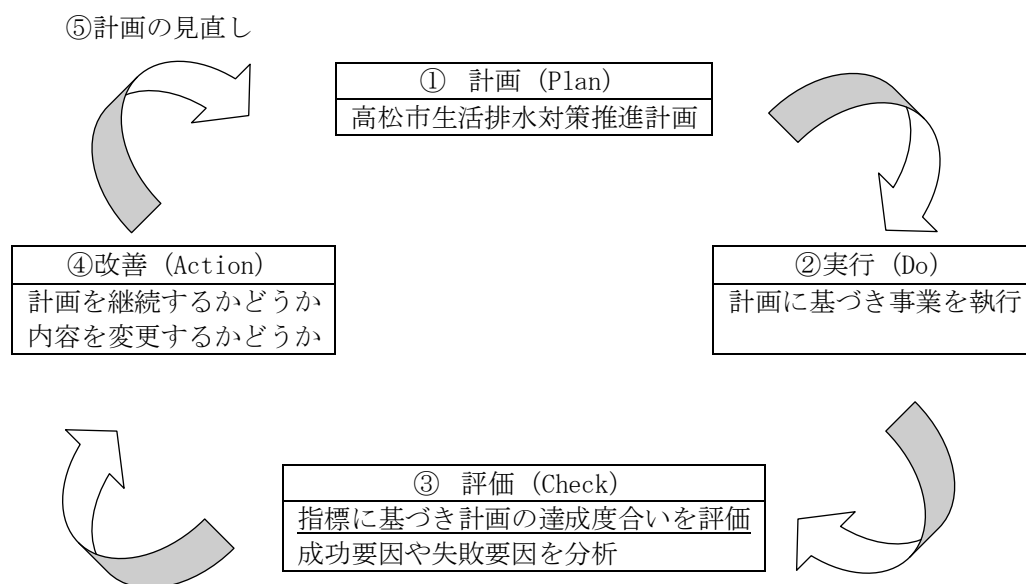 ⑤計画の見直し
① 計画 (Plan)
高松市生活排水対策推進計画
④改善 (Action)
計画を継続するかどうか
内容を変更するかどうか
②実行 (Do)
計画に基づき事業を執行
③ 評価 (Check)
指標に基づき計画の達成度合いを評価
成功要因や失敗要因を分析